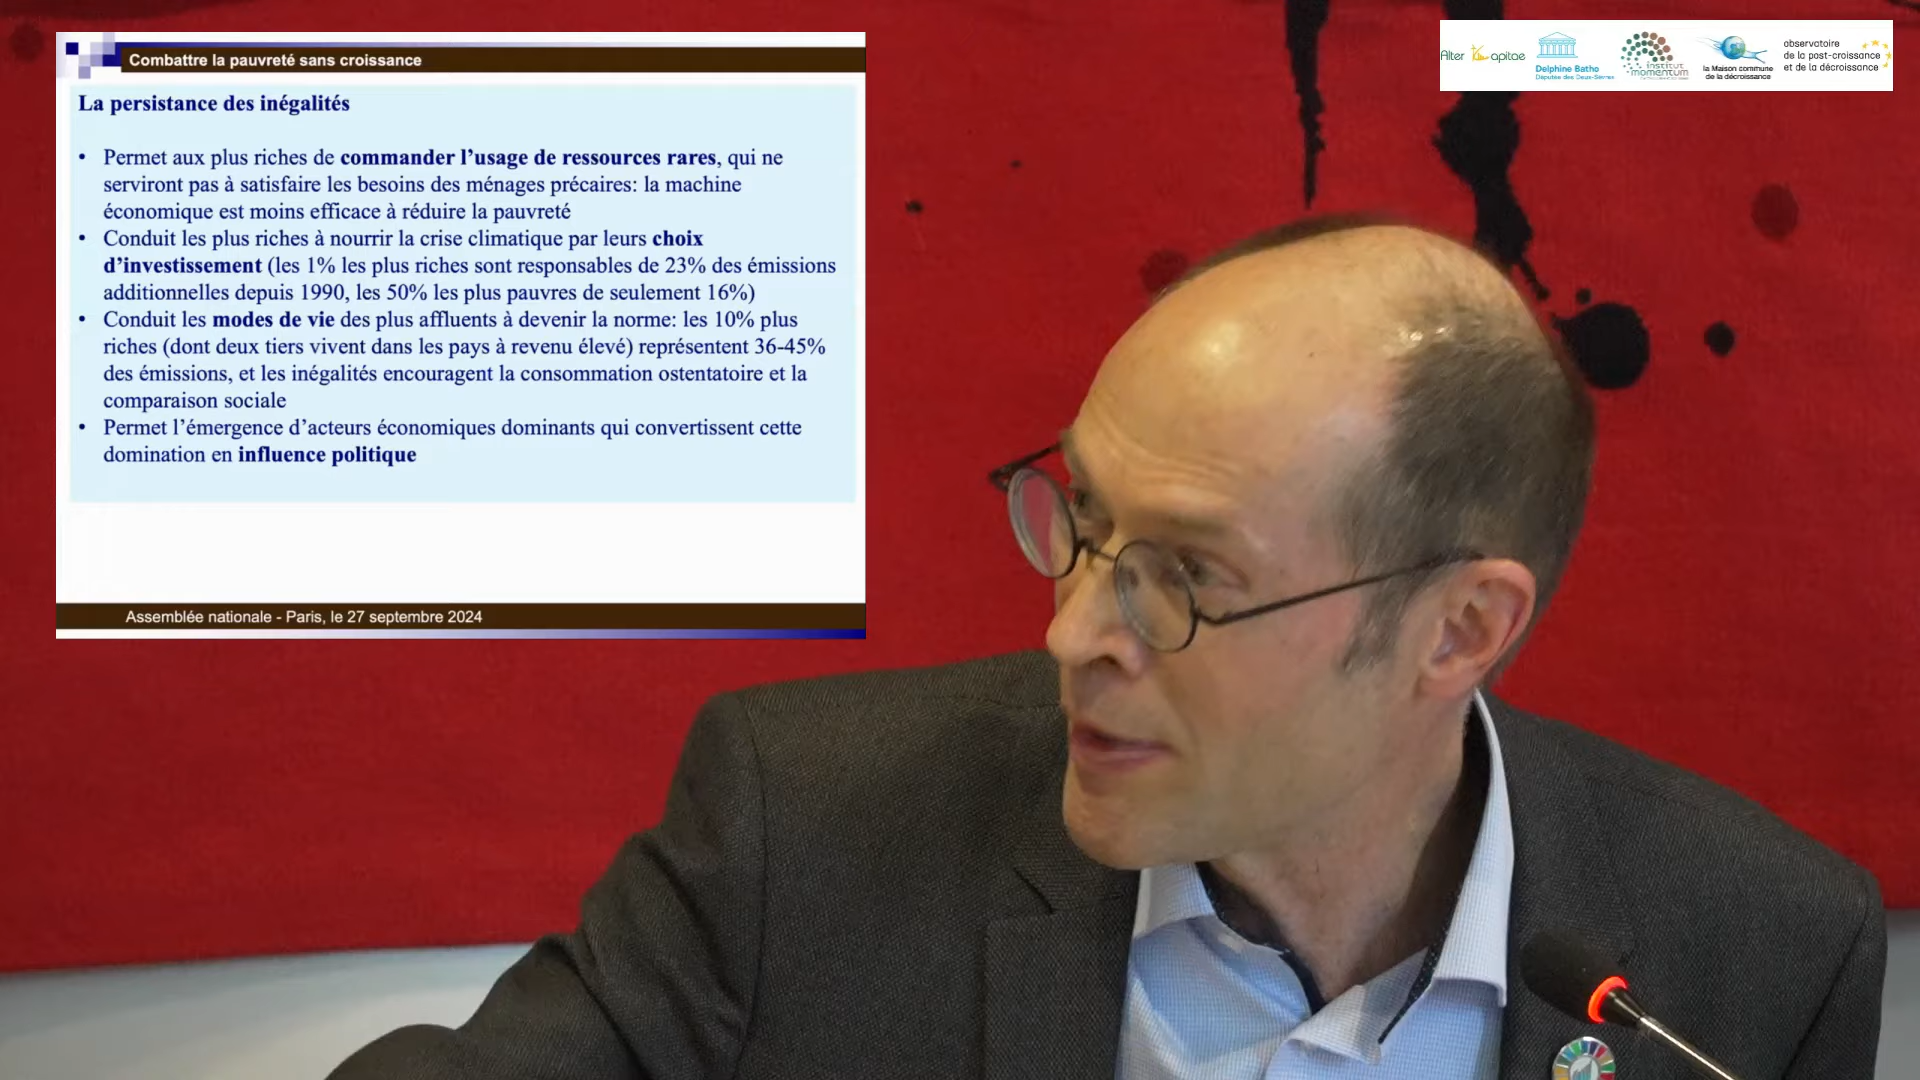 Combattre la pauvreté sans croissance
La persistance des inégalités
• Permet aux plus riches de commander l’usage de ressources rares, qui ne
serviront pas à satisfaire les besoins des ménages précaires: la machine
économique est moins efficace à réduire la pauvreté
• Conduit les plus riches à nourrir la crise climatique par leurs choix
d’investissement (les 1% les plus riches sont responsables de 23% des émissions
additionnelles depuis 1990, les 50% les plus pauvres de seulement 16%)
• Conduit les modes de vie des plus affluents à devenir la norme: les 10% plus
riches (dont deux tiers vivent dans les pays à revenu élevé) représentent 36-45%
des émissions, et les inégalités encouragent la consommation ostentatoire et la
comparaison sociale
• Permet l’émergence d’acteurs économiques dominants qui convertissent cette
domination en influence politique
Assemblée nationale - Paris, le 27 septembre 2024
Alter Kapitae
Delphine Batho
Députée des Deux-Sèvres
institut
momentum
la Maison commune
de la décroissance
observatoire
de la post-croissance
et de la décroissance